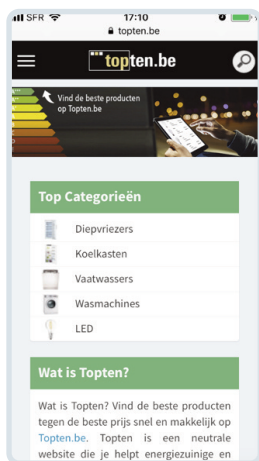 SFR 17:10
topten.be
topten.be
Vind de beste producten
op Topten.be
Top Categorieën
Diepvriezers
Koelkasten
Vaatwassers
Wasmachines
LED
Wat is Topten?
Wat is Topten? Vind de beste producten
tegen de beste prijs snel en makkelijk op
Topten.be. Topten is een neutrale
website die je helpt energiezuinige en